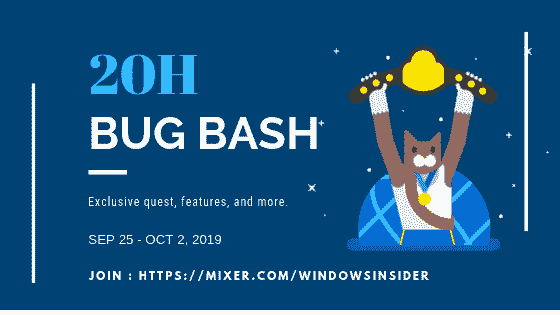 20H
BUG BASH
Exclusive quest, features, and more.
SEP 25 - OCT 2, 2019
JOIN : HTTPS://MIXER.COM/WINDOWSINSIDER